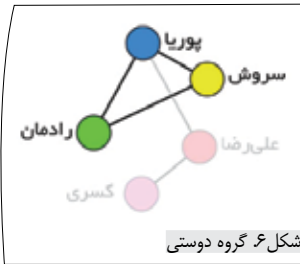 پوریا
سروش
رادمان
علی‌رضا
کسری
شکل۶. گروه دوستی